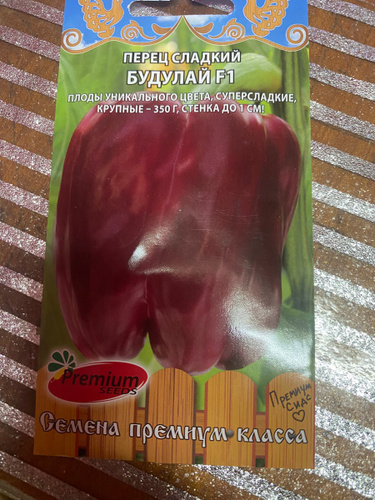 ПЕРЕЦ СЛАДКИЙ
БУДУЛАЙ F1
ПЛОДЫ УНИКАЛЬНОГО ЦВЕТА, СУПЕРСЛАДКИЕ,
КРУПНЫЕ – 350 Г, СТЕНКА ДО 1 СМ!
Premium
SEEDS
Премиум
сидс
Семена премиум класса